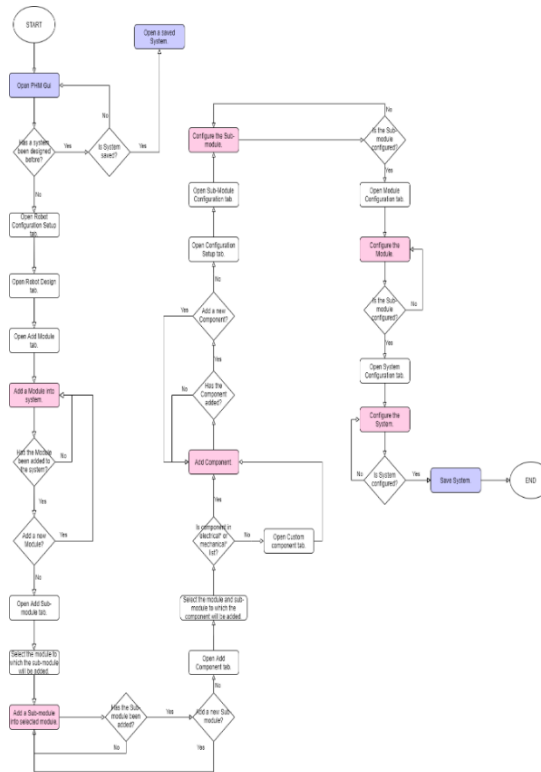 START
Open PHM Gui
Has a system
been designed
before?
Yes
No
Is System
saved?
No
Yes
Open a saved
System.
Open Robot
Configuration Setup
tab.
Open Robot Design
tab.
Open Add Module
tab.
Add a Module into
system.
Has the Module
been added to
the system?
No
Yes
Add a new
Module?
Yes
No
Open Add Sub-
module tab.
Select the module to
which the sub-module
will be added.
Add a Sub-module
into selected module.
Has the Sub-
module been
added?
No
Yes
Add a new Sub
module?
Yes
No
Open Add
Component tab.
Select the module and sub-
module to which the
component will be added.
Is component in
electrical* or
mechanical*
list?
No
Open Custom
component tab.
Yes
Add Component.
Has the
Component
added?
No
Yes
Add a new
Component?
Yes
No
Open Configuration
Setup tab.
Open Sub-Module
Configuration tab.
Configure the Sub-
module.
Is the Sub-
module
configured?
No
Yes
Open Module
Configuration tab.
Configure the
Module.
Is the Sub-
module
configured?
No
Yes
Open System
Configuration tab.
Configure the
System.
Is System
configured?
No
Yes
Save System.
END